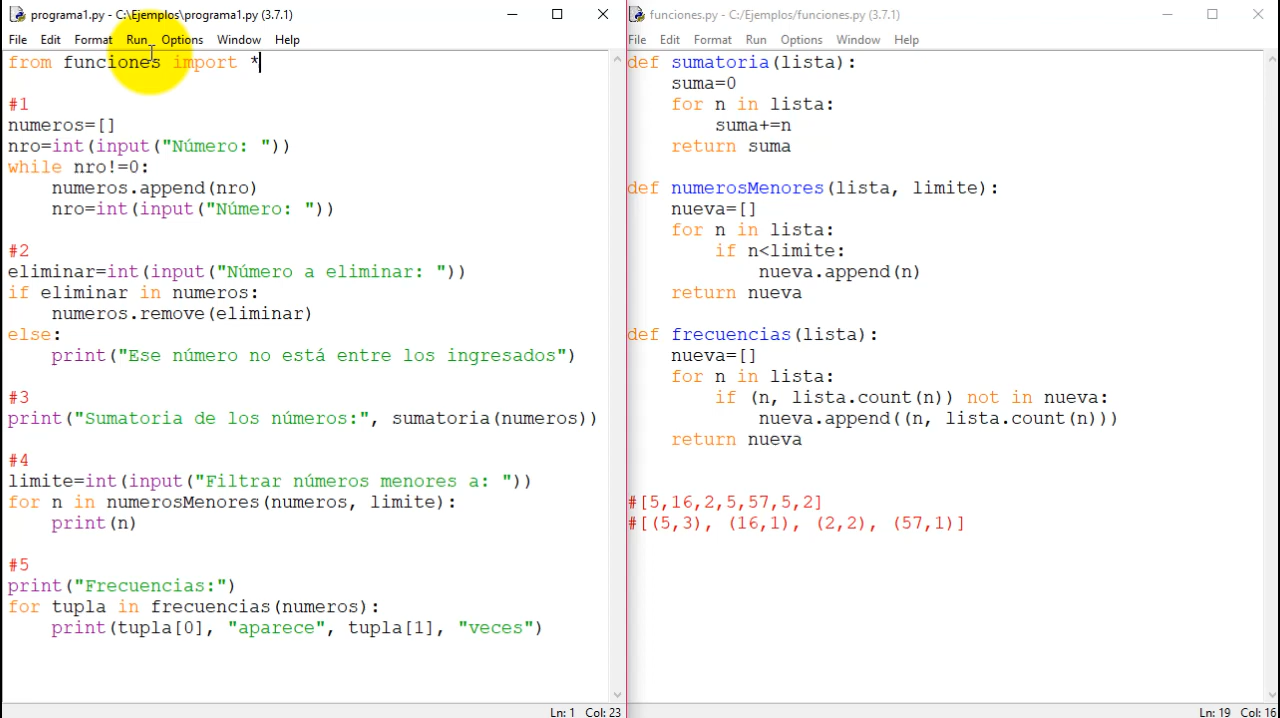 programa1.py - C:\Ejemplos\programa1.py (3.7.1)
File Edit Format Run Options Window Help
from funciones import *
#1
numeros=[]
nro=int(input("Número: "))
while nro!=0:
    numeros.append(nro)
    nro=int(input("Número: "))
#2
eliminar=int(input("Número a eliminar: "))
if eliminar in numeros:
    numeros.remove(eliminar)
else:
    print("Ese número no está entre los ingresados")
#3
print("Sumatoria de los números:", sumatoria(numeros))
#4
limite=int(input("Filtrar números menores a: "))
for n in numerosMenores(numeros, limite):
    print(n)
#5
print("Frecuencias:")
for tupla in frecuencias(numeros):
    print(tupla[0], "aparece", tupla[1], "veces")
Ln: 1 Col: 23
funciones.py - C:/Ejemplos/funciones.py (3.7.1)
File Edit Format Run Options Window Help
def sumatoria(lista):
    suma=0
    for n in lista:
        suma+=n
    return suma
def numerosMenores(lista, limite):
    nueva=[]
    for n in lista:
        if n<limite:
            nueva.append(n)
    return nueva
def frecuencias(lista):
    nueva=[]
    for n in lista:
        if (n, lista.count(n)) not in nueva:
            nueva.append((n, lista.count(n)))
    return nueva
#[5,16,2,5,57,5,2]
#[(5,3), (16,1), (2,2), (57,1)]
Ln: 19 Col: 16